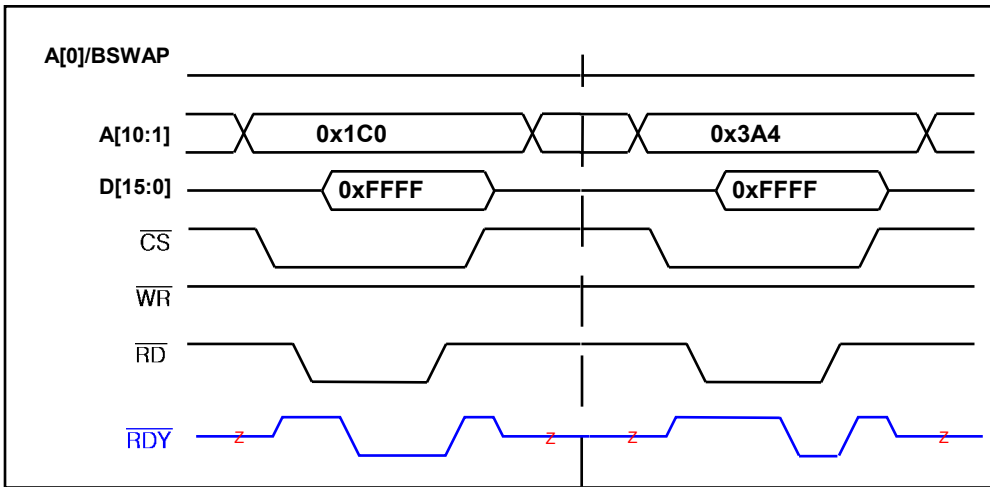 A[0]/BSWAP
A[10:1] 0x1C0 0x3A4
D[15:0] 0xFFFF 0xFFFF
CS
WR
RD
RDY Z Z Z Z